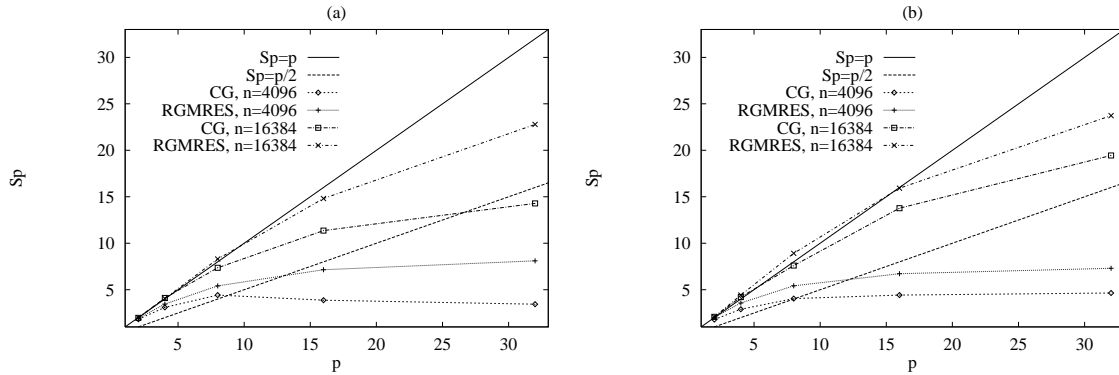 (a)
Sp
30
25
20
15
10
5
Sp=p
Sp=p/2
CG, n=4096
RGMRES, n=4096
CG, n=16384
RGMRES, n=16384
5 10 15 20 25 30
p
(b)
Sp
30
25
20
15
10
5
Sp=p
Sp=p/2
CG, n=4096
RGMRES, n=4096
CG, n=16384
RGMRES, n=16384
5 10 15 20 25 30
p